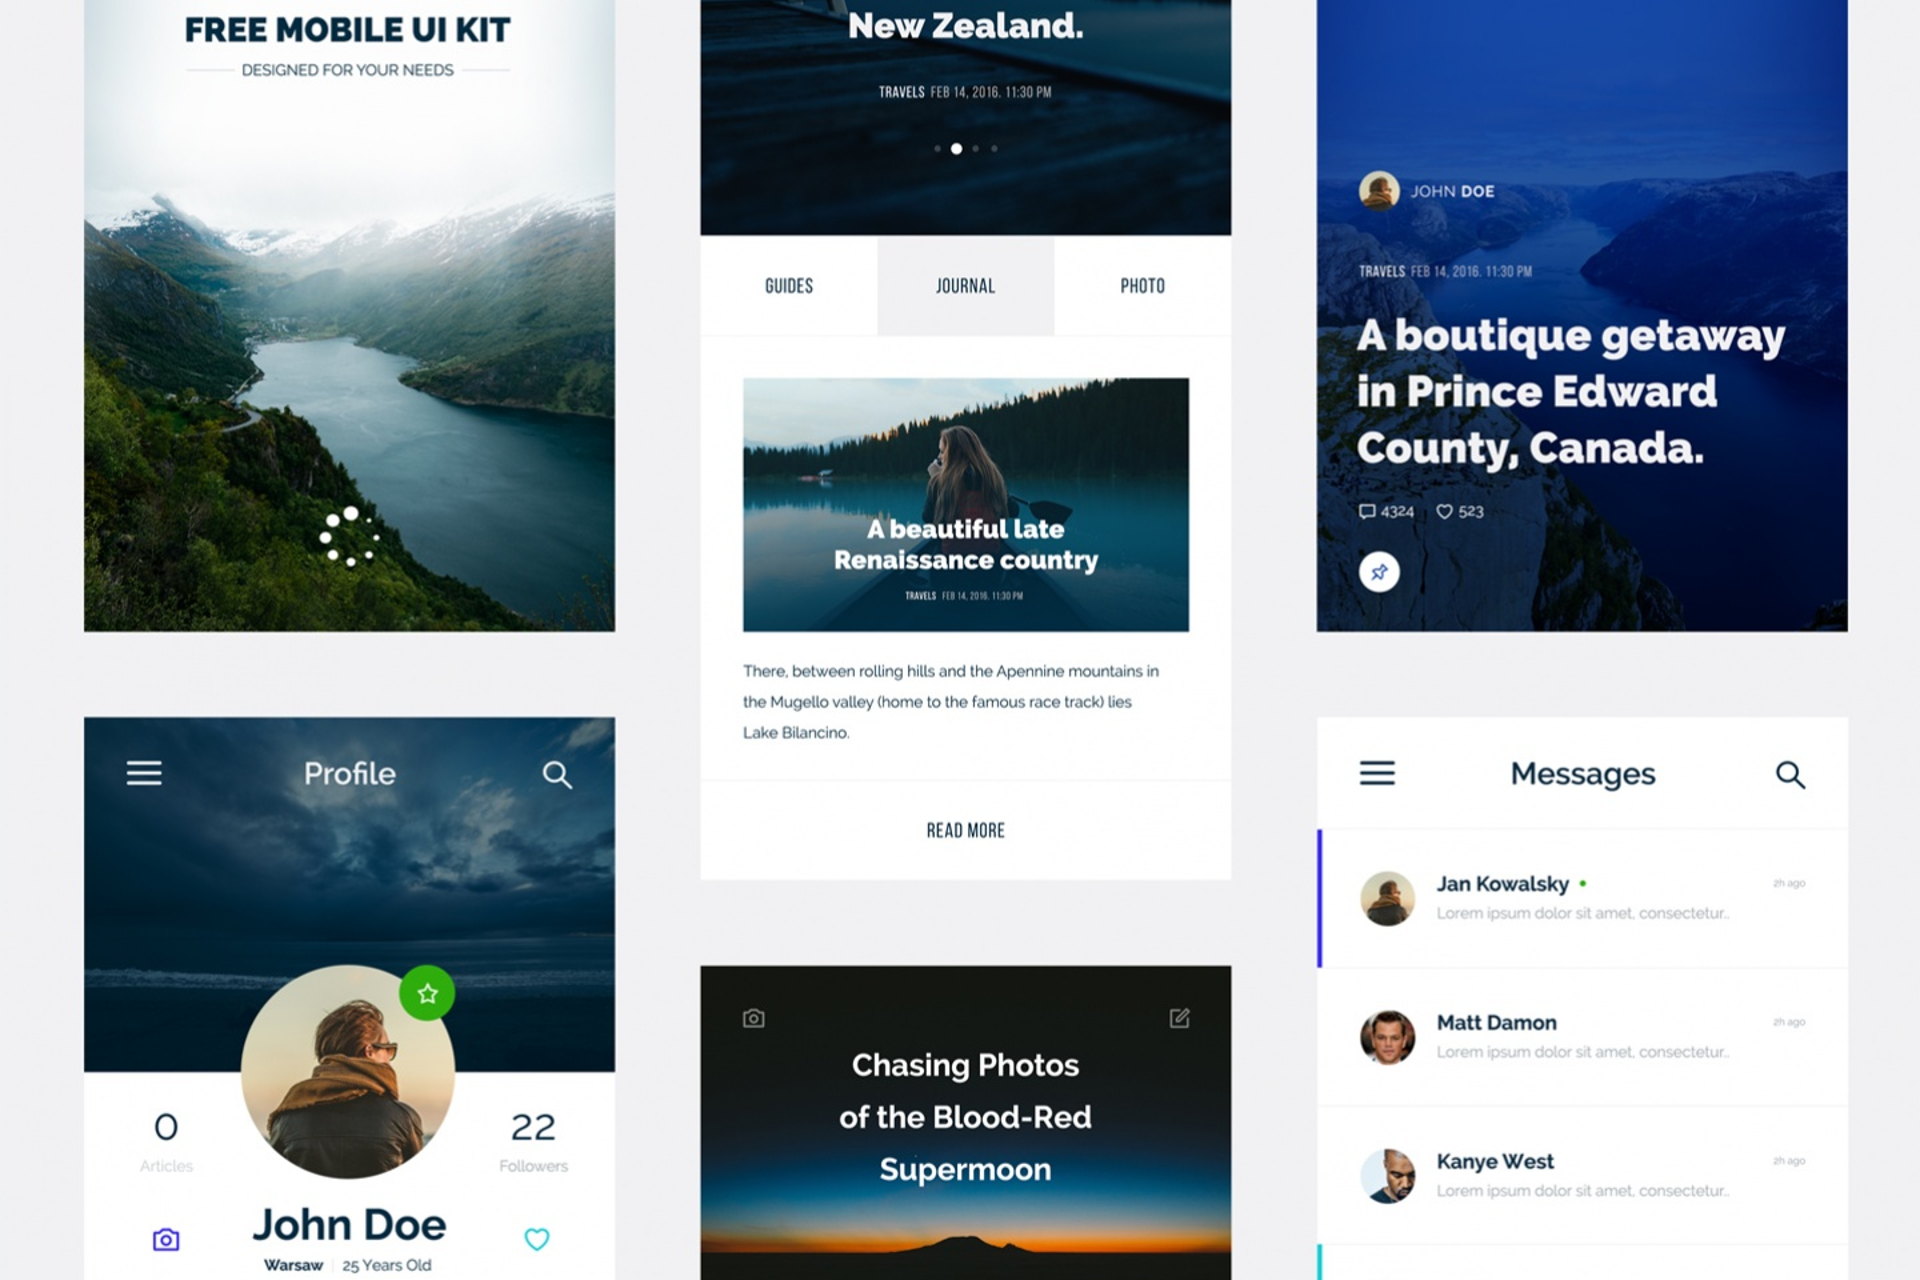 FREE MOBILE UI KIT
DESIGNED FOR YOUR NEEDS
Profile
0
Articles
22
Followers
John Doe
Warsaw | 25 Years Old
New Zealand.
TRAVELS FEB 14, 2016. 11:30 PM
GUIDES
JOURNAL
PHOTO
A beautiful late
Renaissance country
TRAVELS FEB 14, 2016. 11:30 PM
There, between rolling hills and the Apennine mountains in
the Mugello valley (home to the famous race track) lies
Lake Bilancino.
READ MORE
Chasing Photos
of the Blood-Red
Supermoon
JOHN DOE
TRAVELS FEB 14, 2016. 11:30 PM
A boutique getaway
in Prince Edward
County, Canada.
4324 523
Messages
Jan Kowalsky
2h ago
Lorem ipsum dolor sit amet, consectetur..
Matt Damon
2h ago
Lorem ipsum dolor sit amet, consectetur..
Kanye West
2h ago
Lorem ipsum dolor sit amet, consectetur..